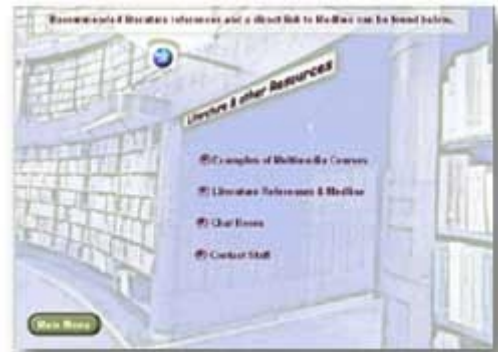 Recommended literature references and a direct link to Medline can be found below.
Literature & other Resources
Examples of Multimedia Courses
Literature References & Medline
Chat Room
Contact Staff
Main Menu